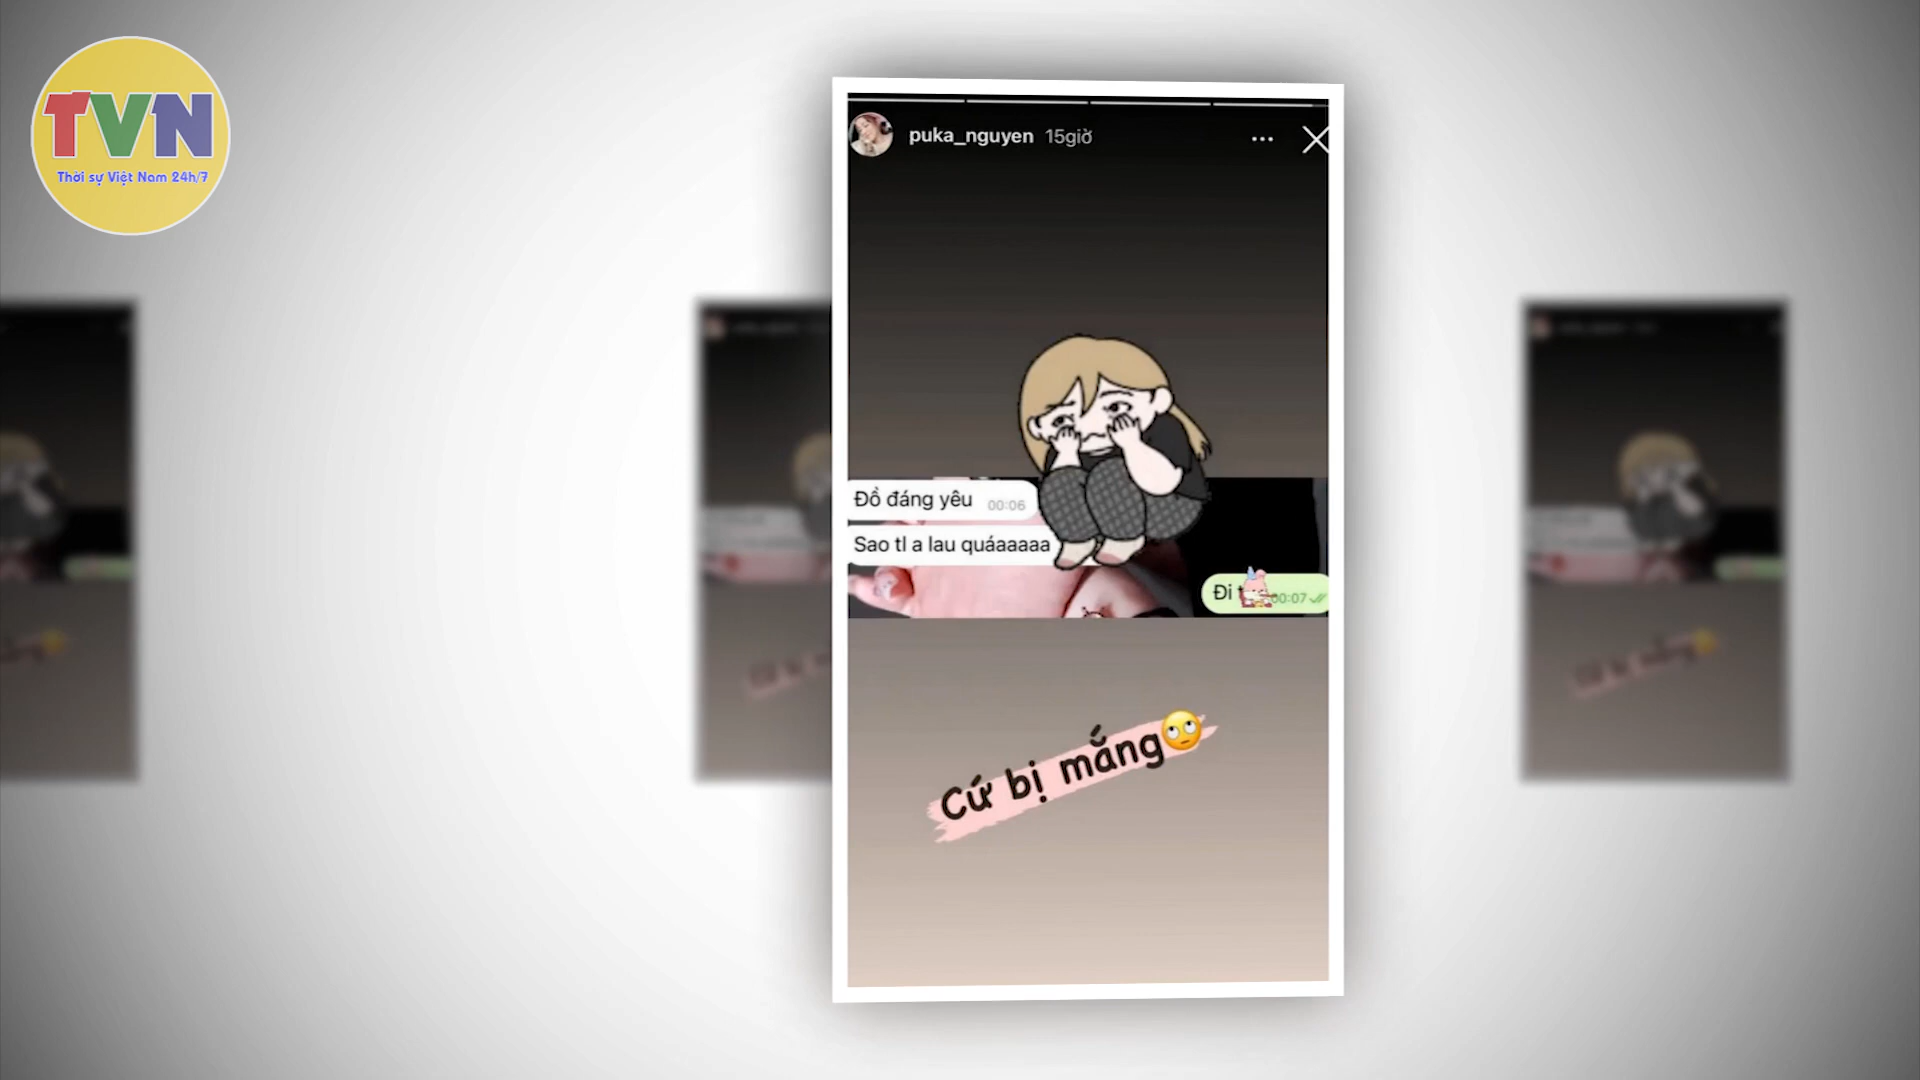 TVN
Thời sự Việt Nam 24h/7
puka_nguyen 15giờ
Đồ đáng yêu 00:06
Sao tl a lau quáaaaaa
Đi 00:07
Cứ bị mắng🙄